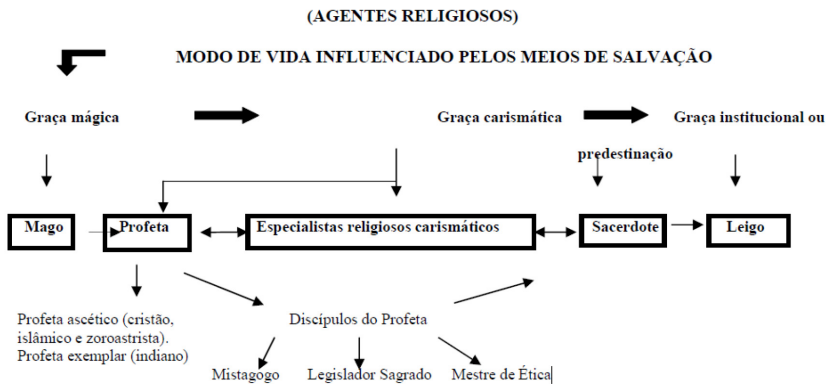 (AGENTES RELIGIOSOS)
MODO DE VIDA INFLUENCIADO PELOS MEIOS DE SALVAÇÃO
Graça mágica
Graça carismática
Graça institucional ou
predestinação
Mago
Profeta
Especialistas religiosos carismáticos
Sacerdote
Leigo
Profeta ascético (cristão,
islâmico e zoroastrista).
Profeta exemplar (indiano)
Discípulos do Profeta
Mistagogo
Legislador Sagrado
Mestre de Ética